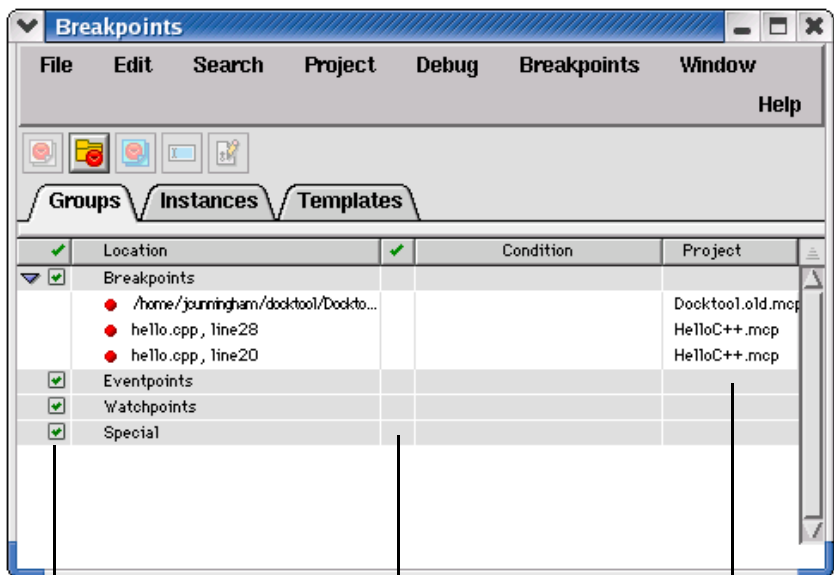 Breakpoints
File Edit Search Project Debug Breakpoints Window
Help
Groups Instances Templates
Location Condition Project
Breakpoints
/home/jcunningham/docktool/Dockto... Docktool.old.mcp
hello.cpp, line28 HelloC++.mcp
hello.cpp, line20 HelloC++.mcp
Eventpoints
Watchpoints
Special